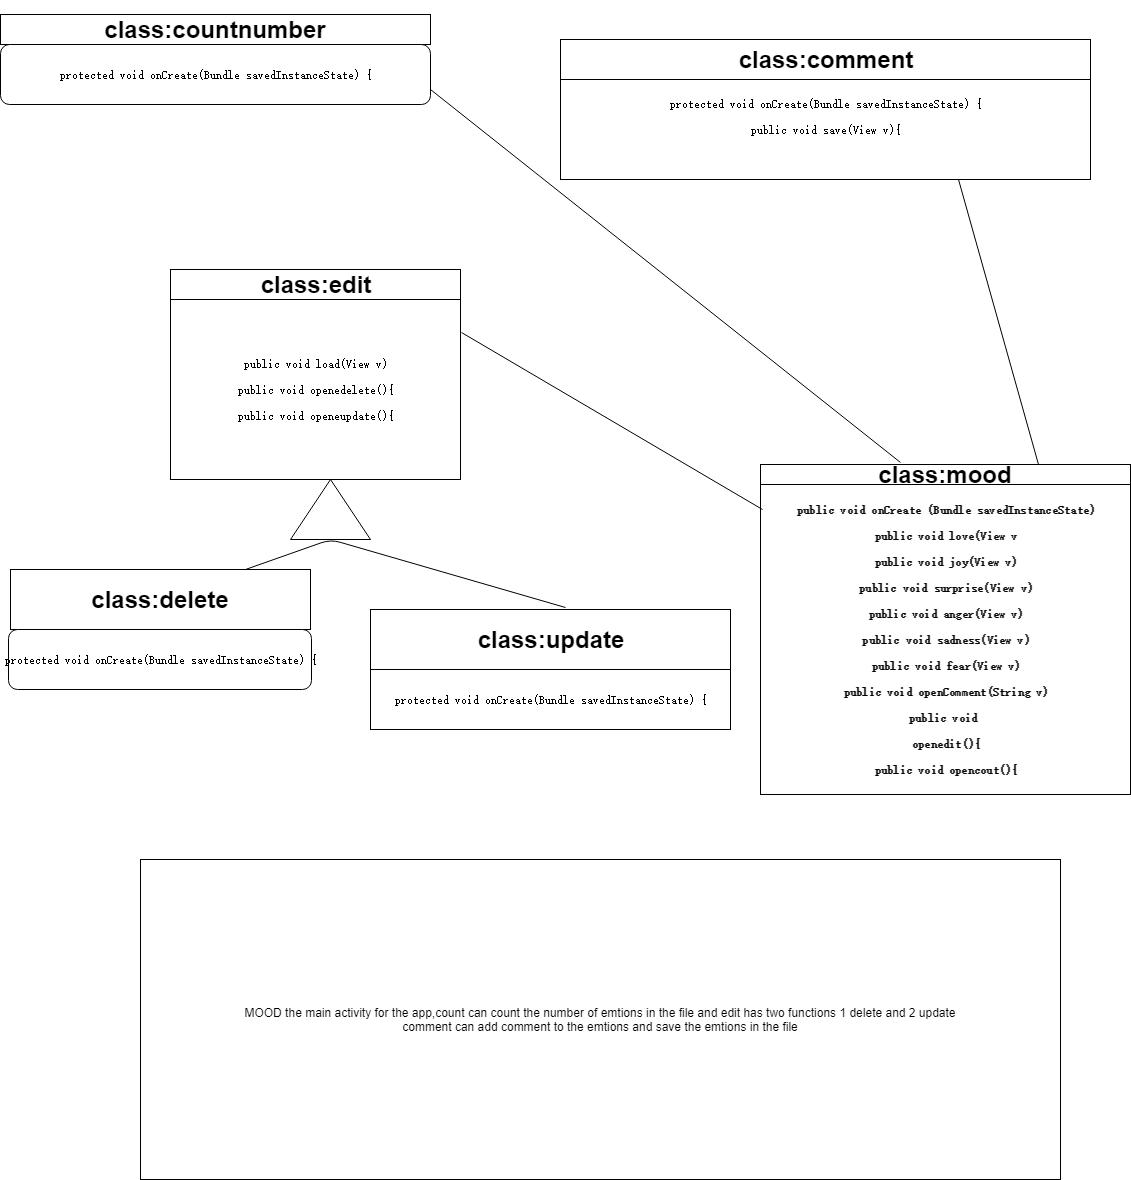 class:countnumber
protected void onCreate(Bundle savedInstanceState) {
class:comment
protected void onCreate(Bundle savedInstanceState) {
public void save(View v){
class:edit
public void load(View v)
public void openedelete(){
public void openeupdate(){
class:mood
public void onCreate (Bundle savedInstanceState)
public void love(View v
public void joy(View v)
public void surprise(View v)
public void anger(View v)
public void sadness(View v)
public void fear(View v)
public void openComment(String v)
public void
openedit(){
public void opencout(){
class:delete
protected void onCreate(Bundle savedInstanceState) {
class:update
protected void onCreate(Bundle savedInstanceState) {
MOOD the main activity for the app,count can count the number of emtions in the file and edit has two functions 1 delete and 2 update
comment can add comment to the emtions and save the emtions in the file